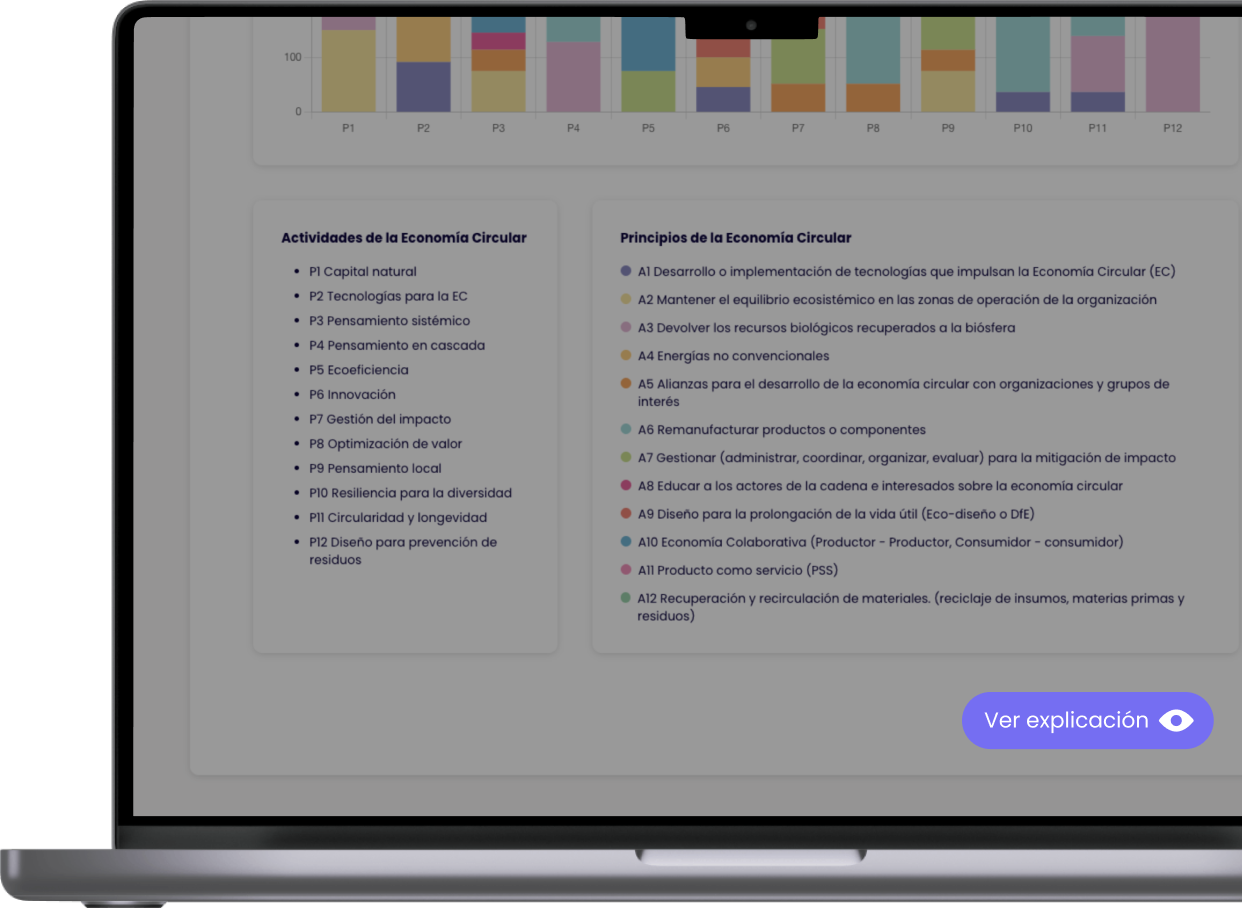 100
0
P1 P2 P3 P4 P5 P6 P7 P8 P9 P10 P11 P12
Actividades de la Economía Circular
P1 Capital natural
P2 Tecnologías para la EC
P3 Pensamiento sistémico
P4 Pensamiento en cascada
P5 Ecoeficiencia
P6 Innovación
P7 Gestión del impacto
P8 Optimización de valor
P9 Pensamiento local
P10 Resiliencia para la diversidad
P11 Circularidad y longevidad
P12 Diseño para prevención de
residuos
Principios de la Economía Circular
A1 Desarrollo o implementación de tecnologías que impulsan la Economía Circular (EC)
A2 Mantener el equilibrio ecosistémico en las zonas de operación de la organización
A3 Devolver los recursos biológicos recuperados a la biósfera
A4 Energías no convencionales
A5 Alianzas para el desarrollo de la economía circular con organizaciones y grupos de
interés
A6 Remanufacturar productos o componentes
A7 Gestionar (administrar, coordinar, organizar, evaluar) para la mitigación de impacto
A8 Educar a los actores de la cadena e interesados sobre la economía circular
A9 Diseño para la prolongación de la vida útil (Eco-diseño o DfE)
A10 Economía Colaborativa (Productor - Productor, Consumidor - consumidor)
A11 Producto como servicio (PSS)
A12 Recuperación y recirculación de materiales. (reciclaje de insumos, materias primas y
residuos)
Ver explicación